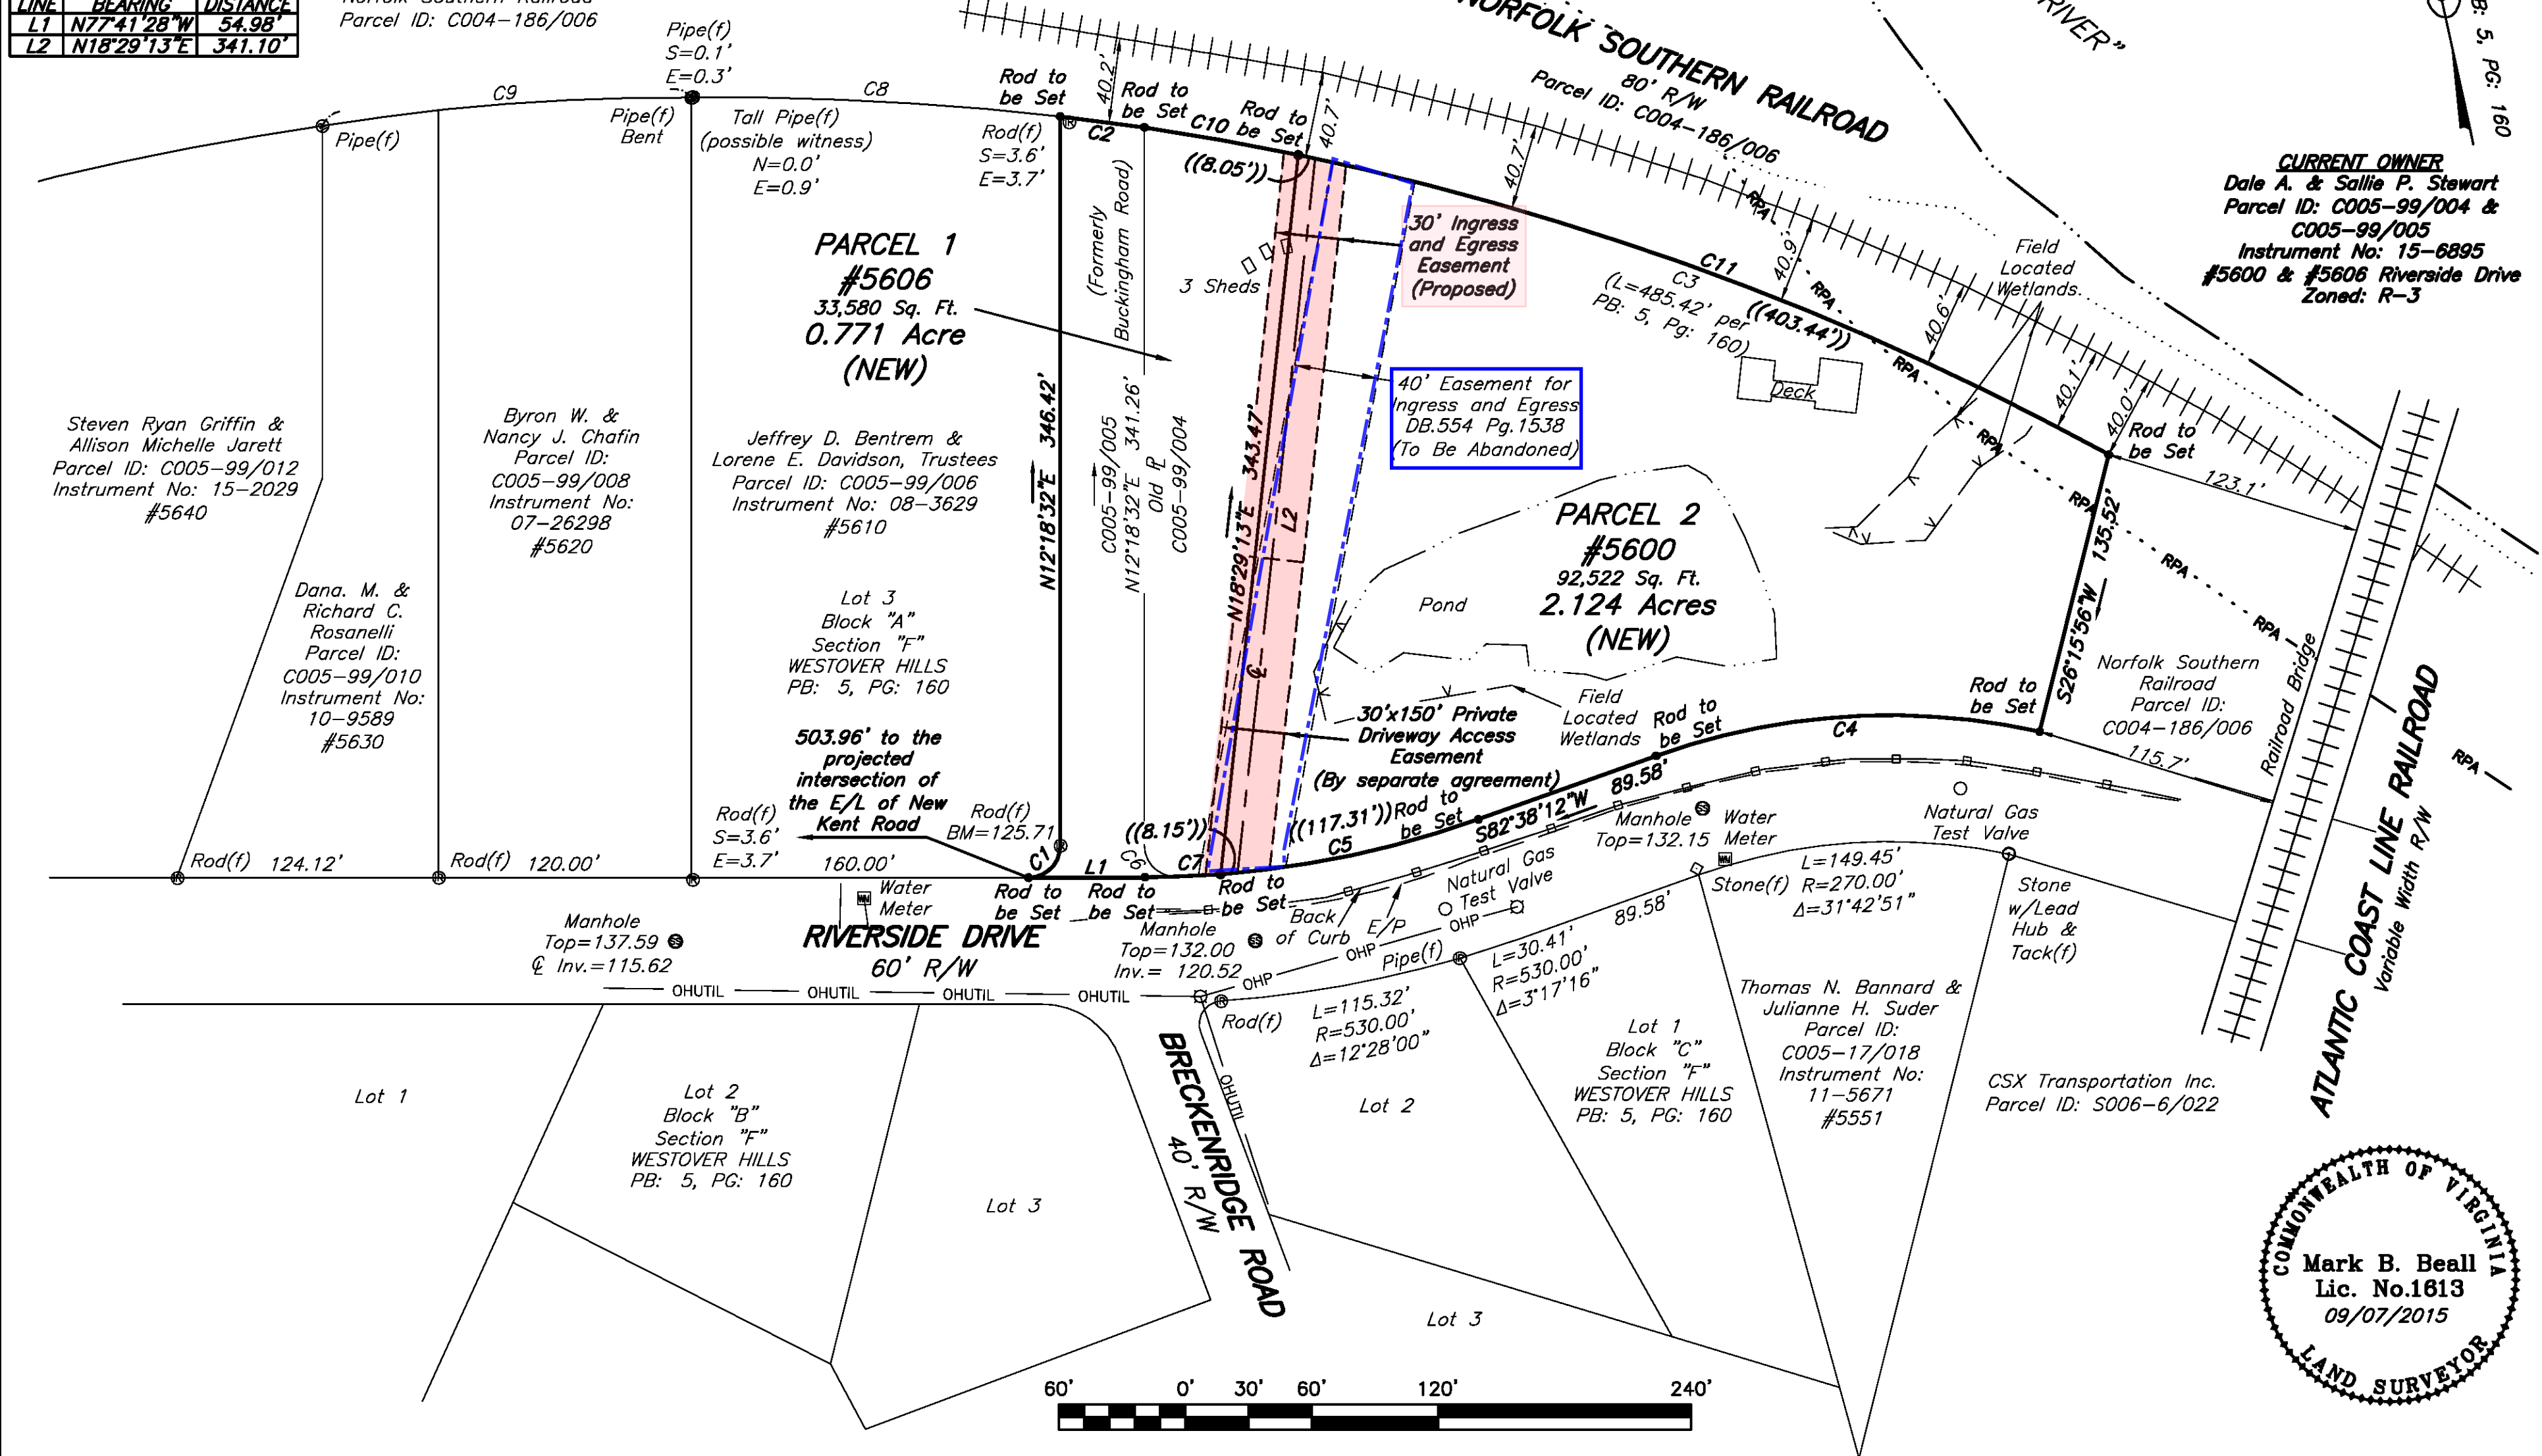 LINE BEARING DISTANCE
L1 N77°41'28"W 54.98'
L2 N18°29'13"E 341.10'
Norfolk Southern Railroad
Parcel ID: C004-186/006
Pipe(f)
S=0.1'
E=0.3'
C9
C8
Pipe(f)
Pipe(f)
Bent
Tall Pipe(f)
(possible witness)
N=0.0'
E=0.9'
Rod to
be Set
Rod(f)
S=3.6'
E=3.7'
40.2'
C2
Rod to
be Set
C10
Rod to
be Set
((8.05'))
40.7'
NORFOLK SOUTHERN RAILROAD
80' R/W
Parcel ID: C004-186/006
RIVER"
B: 5, PG: 160
CURRENT OWNER
Dale A. & Sallie P. Stewart
Parcel ID: C005-99/004 &
C005-99/005
Instrument No: 15-6895
#5600 & #5606 Riverside Drive
Zoned: R-3
40.7'
RPA
Field
Located
Wetlands
40.9'
RPA
C11
C3
(L=485.42' per
PB: 5, Pg: 160)
((403.44'))
40.6'
RPA
40.1'
40.0'
RPA
Rod to
be Set
123.1'
RPA
RPA
RPA
RPA
PARCEL 1
#5606
33,580 Sq. Ft.
0.771 Acre
(NEW)
(Formerly
Buckingham Road)
3 Sheds
30' Ingress
and Egress
Easement
(Proposed)
40' Easement for
Ingress and Egress
DB.554 Pg.1538
(To Be Abandoned)
Deck
Steven Ryan Griffin &
Allison Michelle Jarett
Parcel ID: C005-99/012
Instrument No: 15-2029
#5640
Byron W. &
Nancy J. Chafin
Parcel ID:
C005-99/008
Instrument No:
07-26298
#5620
Jeffrey D. Bentrem &
Lorene E. Davidson, Trustees
Parcel ID: C005-99/006
Instrument No: 08-3629
#5610
N12°18'32"E 346.42'
C005-99/005
N12°18'32"E 341.26'
Old PL
C005-99/004
N18°29'13"E 343.47'
L2
℄
PARCEL 2
#5600
92,522 Sq. Ft.
2.124 Acres
(NEW)
Pond
S26°15'56"W 135.52'
Dana. M. &
Richard C.
Rosanelli
Parcel ID:
C005-99/010
Instrument No:
10-9589
#5630
Lot 3
Block "A"
Section "F"
WESTOVER HILLS
PB: 5, PG: 160
30'x150' Private
Driveway Access
Easement
(By separate agreement)
Field
Located
Wetlands
Rod to
be Set
C4
Rod to
be Set
Norfolk Southern
Railroad
Parcel ID:
C004-186/006
Railroad Bridge
115.7'
ATLANTIC COAST LINE RAILROAD
Variable Width R/W
503.96' to the
projected
intersection of
the E/L of New
Kent Road
Rod(f)
S=3.6'
E=3.7'
Rod(f)
BM=125.71
((8.15'))
((117.31'))
Rod to
be Set
S82°38'12"W 89.58'
Manhole
Top=132.15
Water
Meter
Natural Gas
Test Valve
Rod(f) 124.12'
Rod(f) 120.00'
160.00'
C1
L1
C6
C7
C5
Rod to
be Set
Rod to
be Set
Rod to
be Set
Water
Meter
Back
of Curb
E/P
Natural Gas
Test Valve
OHP
OHP
OHP
89.58'
Stone(f)
L=149.45'
R=270.00'
Δ=31°42'51"
Stone
w/Lead
Hub &
Tack(f)
Manhole
Top=137.59
℄ Inv.=115.62
RIVERSIDE DRIVE
60' R/W
Manhole
Top=132.00
Inv.= 120.52
Pipe(f)
L=30.41'
R=530.00'
Δ=3°17'16"
OHUTIL OHUTIL OHUTIL OHUTIL
Rod(f)
L=115.32'
R=530.00'
Δ=12°28'00"
OHUTIL
BRECKENRIDGE ROAD
40' R/W
Thomas N. Bannard &
Julianne H. Suder
Parcel ID:
C005-17/018
Instrument No:
11-5671
#5551
Lot 1
Block "C"
Section "F"
WESTOVER HILLS
PB: 5, PG: 160
CSX Transportation Inc.
Parcel ID: S006-6/022
Lot 1
Lot 2
Block "B"
Section "F"
WESTOVER HILLS
PB: 5, PG: 160
Lot 3
Lot 2
Lot 3
60' 0' 30' 60' 120' 240'
COMMONWEALTH OF VIRGINIA
Mark B. Beall
Lic. No.1613
09/07/2015
LAND SURVEYOR